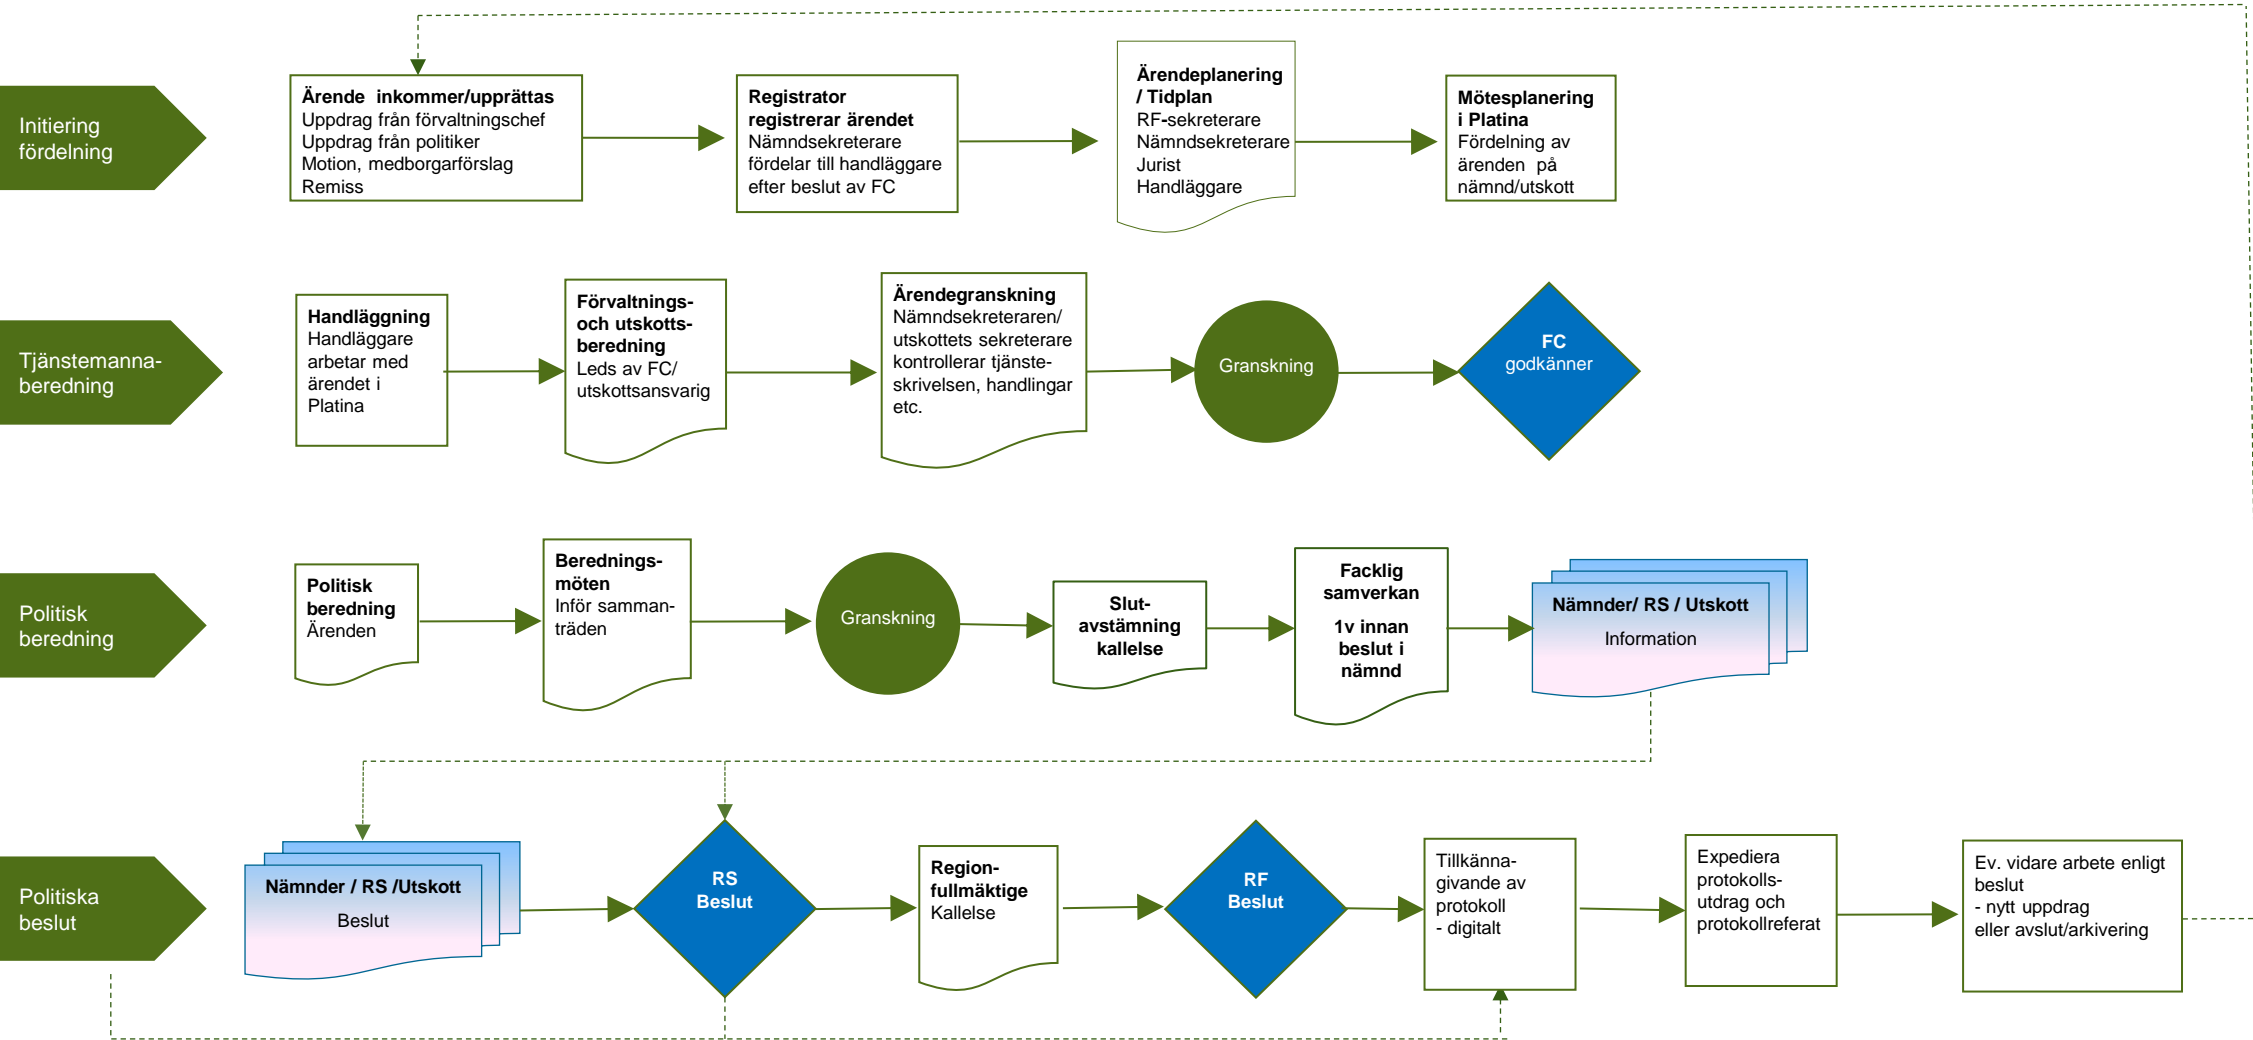 Initiering
fördelning
Ärende  inkommer/upprättas
Uppdrag från förvaltningschef
Uppdrag från politiker
Motion, medborgarförslag
Remiss
Registrator
registrerar ärendet
Nämndsekreterare
fördelar till handläggare
efter beslut av FC
Ärendeplanering
/ Tidplan
RF-sekreterare
Nämndsekreterare
Jurist
Handläggare
Mötesplanering
i Platina
Fördelning av
ärenden  på
nämnd/utskott
Tjänstemanna-
beredning
Handläggning
Handläggare
arbetar med
ärendet i
Platina
Förvaltnings-
och utskotts-
beredning
Leds av FC/
utskottsansvarig
Ärendegranskning
Nämndsekreteraren/
utskottets sekreterare
kontrollerar tjänste-
skrivelsen, handlingar
etc.
Granskning
FC
godkänner
Politisk
beredning
Politisk
beredning
Ärenden
Berednings-
möten
Inför samman-
träden
Granskning
Slut-
avstämning
kallelse
Facklig
samverkan
1v innan
beslut i
nämnd
Nämnder/ RS / Utskott
Information
Politiska
beslut
Nämnder / RS /Utskott
Beslut
RS
Beslut
Region-
fullmäktige
Kallelse
RF
Beslut
Tillkänna-
givande av
protokoll
- digitalt
Expediera
protokolls-
utdrag och
protokollreferat
Ev. vidare arbete enligt
beslut
- nytt uppdrag
eller avslut/arkivering